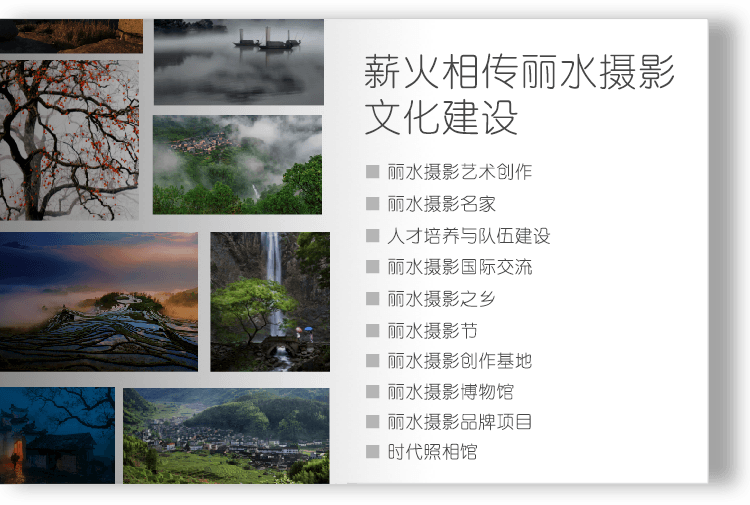 薪火相传丽水摄影
文化建设
丽水摄影艺术创作
丽水摄影名家
人才培养与队伍建设
丽水摄影国际交流
丽水摄影之乡
丽水摄影节
丽水摄影创作基地
丽水摄影博物馆
丽水摄影品牌项目
时代照相馆